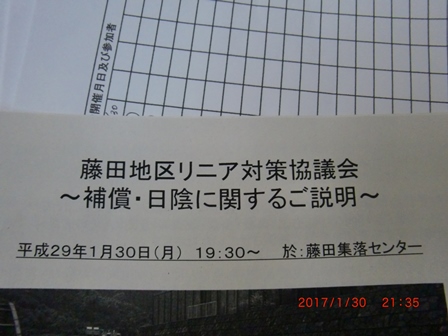 開催月日及び参加者
藤田地区リニア対策協議会
～補償・日陰に関するご説明～
平成29年1月30日(月) 19:30～ 於:藤田集落センター
2017/1/30 21:35